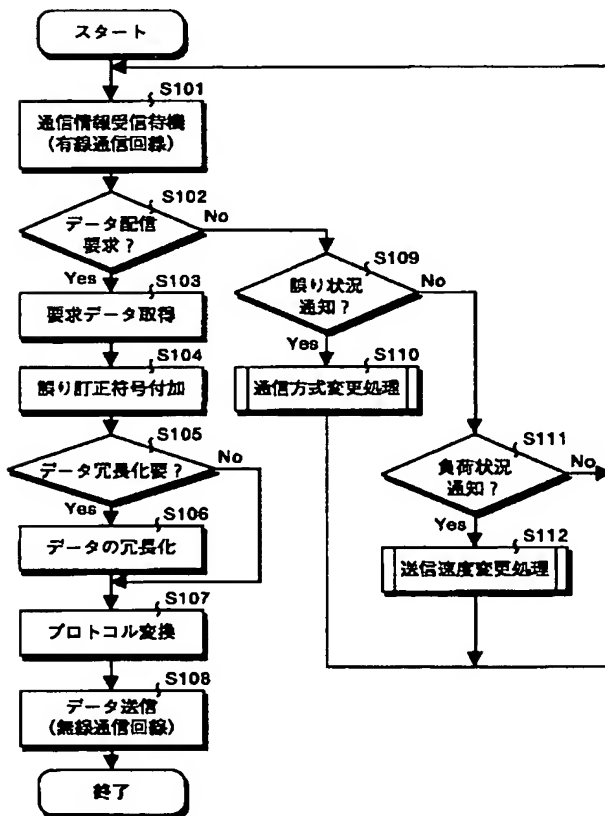 スタート
S101
通信情報受信待機
(有線通信回線)
S102
データ配信
要求?
No
Yes
S103
要求データ取得
S104
誤り訂正符号付加
S105
データ冗長化要?
No
Yes
S106
データの冗長化
S107
プロトコル変換
S108
データ送信
(無線通信回線)
終了
S109
誤り状況
通知?
No
Yes
S110
通信方式変更処理
S111
負荷状況
通知?
No
Yes
S112
送信速度変更処理